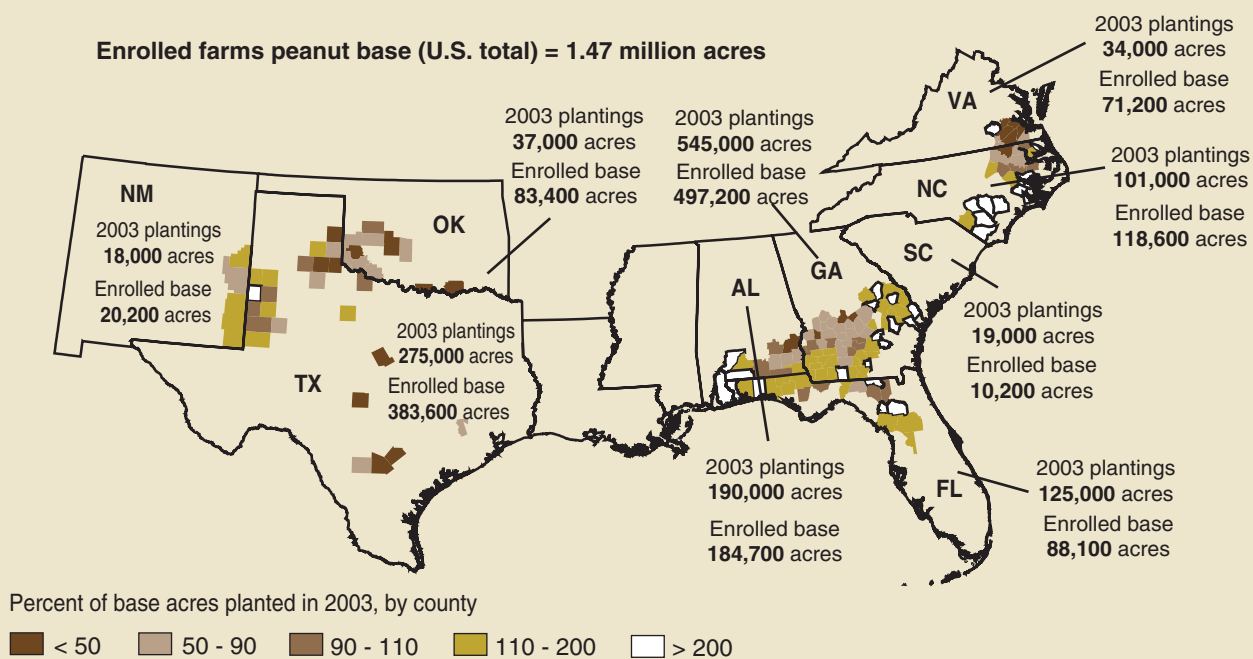 Enrolled farms peanut base (U.S. total) = 1.47 million acres
2003 plantings
34,000 acres
Enrolled base
71,200 acres
VA
2003 plantings
37,000 acres
Enrolled base
83,400 acres
2003 plantings
545,000 acres
Enrolled base
497,200 acres
2003 plantings
101,000 acres
Enrolled base
118,600 acres
NC
NM
2003 plantings
18,000 acres
Enrolled base
20,200 acres
OK
SC
GA
AL
2003 plantings
19,000 acres
Enrolled base
10,200 acres
TX
2003 plantings
275,000 acres
Enrolled base
383,600 acres
2003 plantings
190,000 acres
Enrolled base
184,700 acres
FL
2003 plantings
125,000 acres
Enrolled base
88,100 acres
Percent of base acres planted in 2003, by county
< 50 50 - 90 90 - 110 110 - 200 > 200